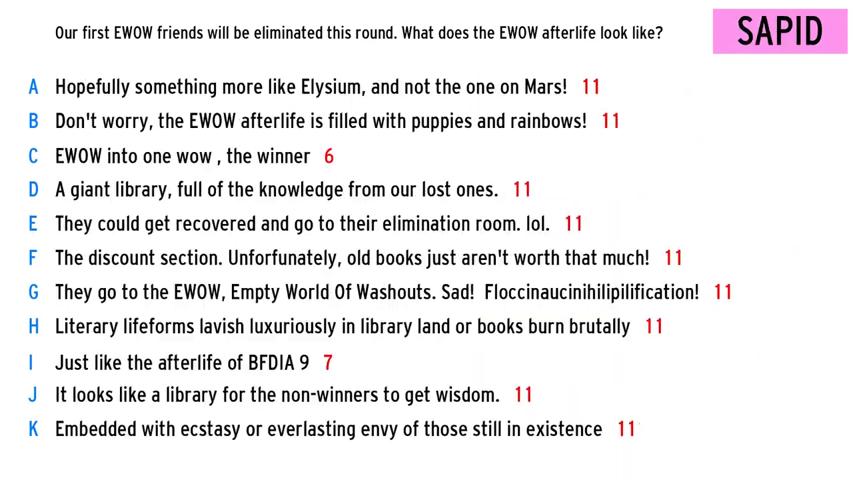 Our first EWOW friends will be eliminated this round. What does the EWOW afterlife look like?
SAPID
A Hopefully something more like Elysium, and not the one on Mars! 11
B Don't worry, the EWOW afterlife is filled with puppies and rainbows! 11
C EWOW into one wow , the winner 6
D A giant library, full of the knowledge from our lost ones. 11
E They could get recovered and go to their elimination room. lol. 11
F The discount section. Unfortunately, old books just aren't worth that much! 11
G They go to the EWOW, Empty World Of Washouts. Sad! Floccinaucinihilipilification! 11
H Literary lifeforms lavish luxuriously in library land or books burn brutally 11
I Just like the afterlife of BFDIA 9 7
J It looks like a library for the non-winners to get wisdom. 11
K Embedded with ecstasy or everlasting envy of those still in existence 11